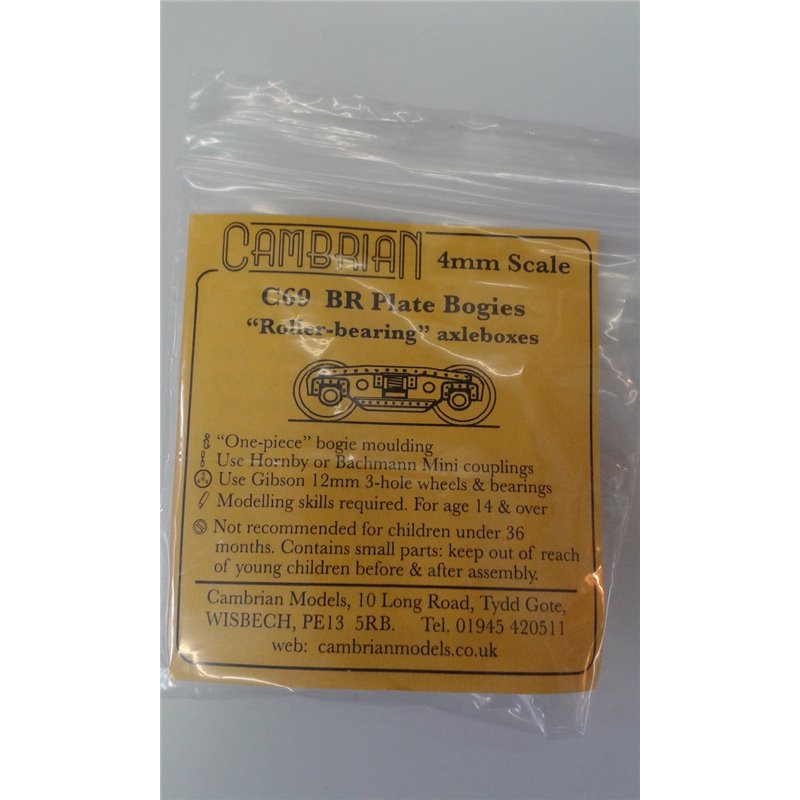 CAMBRIAN 4mm Scale
C69 BR Plate Bogies
“Roller-bearing” axleboxes
“One-piece” bogie moulding
Use Hornby or Bachmann Mini couplings
Use Gibson 12mm 3-hole wheels & bearings
Modelling skills required. For age 14 & over
Not recommended for children under 36
months. Contains small parts: keep out of reach
of young children before & after assembly.
Cambrian Models, 10 Long Road, Tydd Gote,
WISBECH, PE13 5RB. Tel. 01945 420511
web: cambrianmodels.co.uk